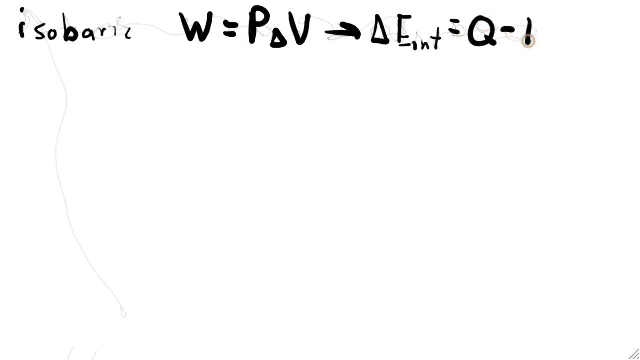 isobaric W = PΔV → ΔE_int = Q -